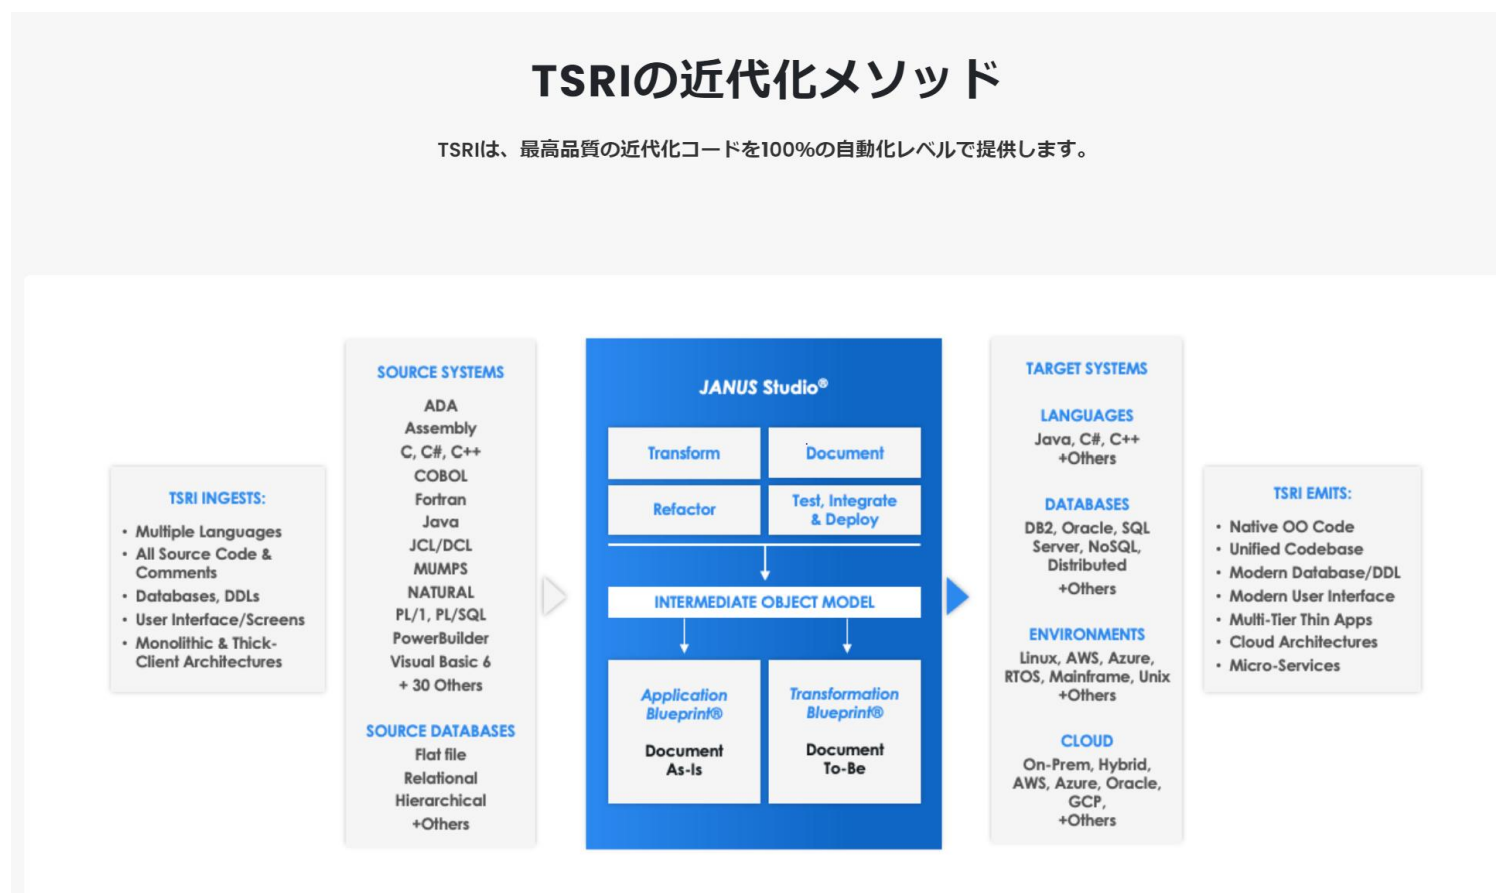 TSRIの近代化メソッド
TSRIは、最高品質の近代化コードを100%の自動化レベルで提供します。
TSRI INGESTS:
• Multiple Languages
• All Source Code &
Comments
• Databases, DDLs
• User Interface/Screens
• Monolithic & Thick-
Client Architectures
SOURCE SYSTEMS
ADA
Assembly
C, C#, C++
COBOL
Fortran
Java
JCL/DCL
MUMPS
NATURAL
PL/1, PL/SQL
PowerBuilder
Visual Basic 6
+ 30 Others
SOURCE DATABASES
Flat file
Relational
Hierarchical
+Others
JANUS Studio®
Transform
Document
Refactor
Test, Integrate
& Deploy
INTERMEDIATE OBJECT MODEL
Application
Blueprint®
Document
As-Is
Transformation
Blueprint®
Document
To-Be
TARGET SYSTEMS
LANGUAGES
Java, C#, C++
+Others
DATABASES
DB2, Oracle, SQL
Server, NoSQL,
Distributed
+Others
ENVIRONMENTS
Linux, AWS, Azure,
RTOS, Mainframe, Unix
+Others
CLOUD
On-Prem, Hybrid,
AWS, Azure, Oracle,
GCP,
+Others
TSRI EMITS:
• Native OO Code
• Unified Codebase
• Modern Database/DDL
• Modern User Interface
• Multi-Tier Thin Apps
• Cloud Architectures
• Micro-Services